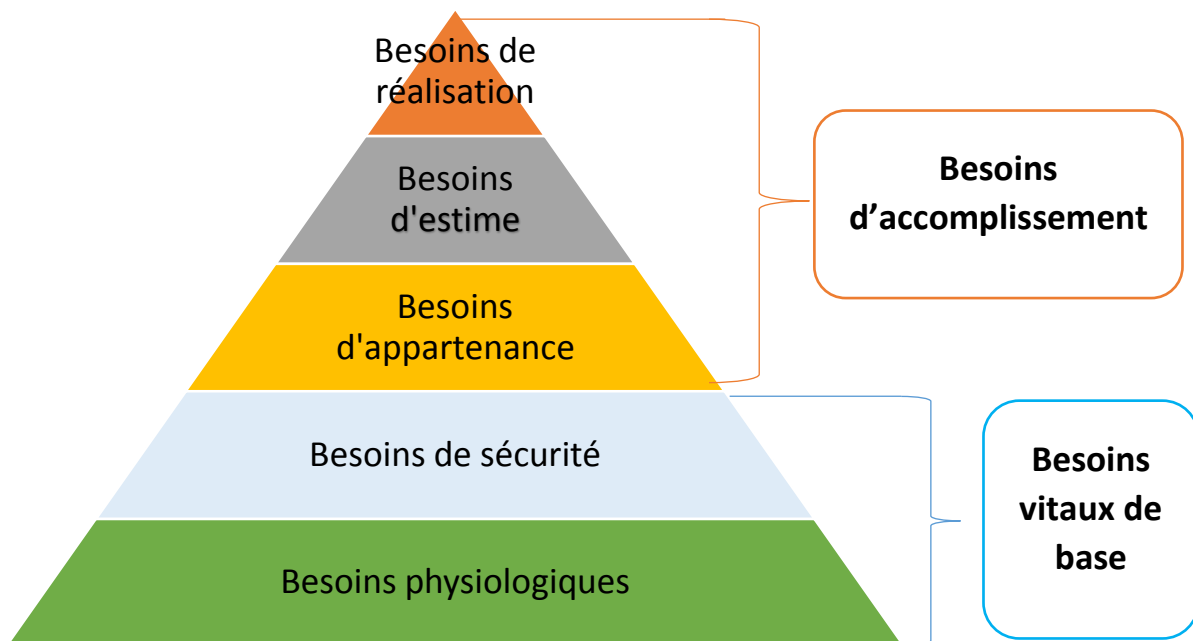 Besoins de
réalisation
Besoins
d'estime
Besoins
d'appartenance
Besoins de sécurité
Besoins physiologiques
Besoins
d’accomplissement
Besoins
vitaux de
base